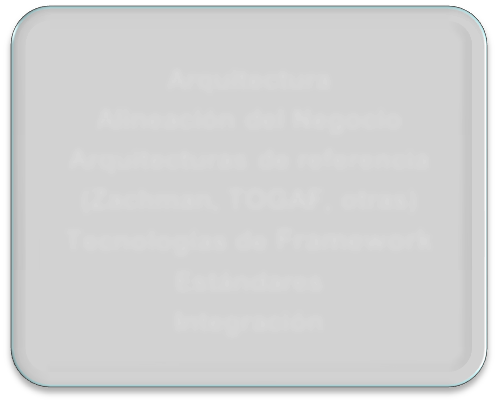 Arquitectura
Alineación del Negocio
Arquitecturas de referencia
(Zachman, TOGAF, otras)
Tecnologías de Framework
Estándares
Integración